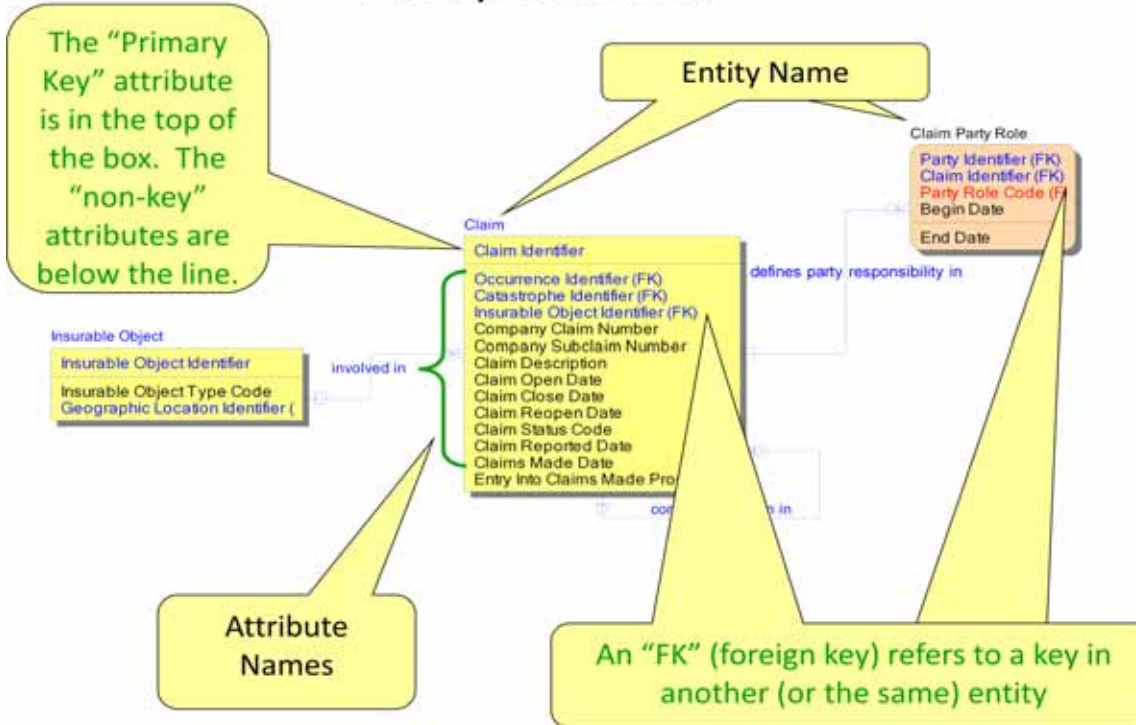 The “Primary
Key” attribute
is in the top of
the box. The
“non-key”
attributes are
below the line.
Entity Name
Claim Party Role
Party Identifier (FK)
Claim Identifier (FK)
Party Role Code (F
Begin Date
End Date
Claim
Claim Identifier
Occurrence Identifier (FK)
Catastrophe Identifier (FK)
Insurable Object Identifier (FK)
Company Claim Number
Company Subclaim Number
Claim Description
Claim Open Date
Claim Close Date
Claim Reopen Date
Claim Status Code
Claim Reported Date
Claims Made Date
Entry Into Claims Made
defines party responsibility in
Insurable Object
Insurable Object Identifier
Insurable Object Type Code
Geographic Location Identifier (
involved in
in
Attribute
Names
An “FK” (foreign key) refers to a key in
another (or the same) entity